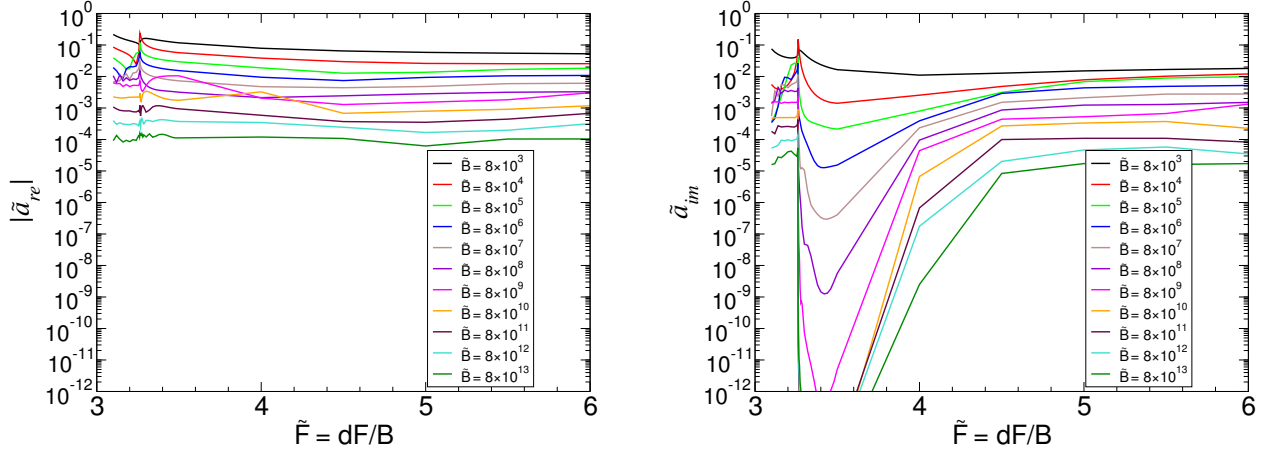 10^0
10^-1
10^-2
10^-3
10^-4
10^-5
10^-6
10^-7
10^-8
10^-9
10^-10
10^-11
10^-12
|ã_re|
B̃ = 8×10^3
B̃ = 8×10^4
B̃ = 8×10^5
B̃ = 8×10^6
B̃ = 8×10^7
B̃ = 8×10^8
B̃ = 8×10^9
B̃ = 8×10^10
B̃ = 8×10^11
B̃ = 8×10^12
B̃ = 8×10^13
3 4 5 6
F̃ = dF/B
10^0
10^-1
10^-2
10^-3
10^-4
10^-5
10^-6
10^-7
10^-8
10^-9
10^-10
10^-11
10^-12
ã_im
B̃ = 8×10^3
B̃ = 8×10^4
B̃ = 8×10^5
B̃ = 8×10^6
B̃ = 8×10^7
B̃ = 8×10^8
B̃ = 8×10^9
B̃ = 8×10^10
B̃ = 8×10^11
B̃ = 8×10^12
B̃ = 8×10^13
3 4 5 6
F̃ = dF/B